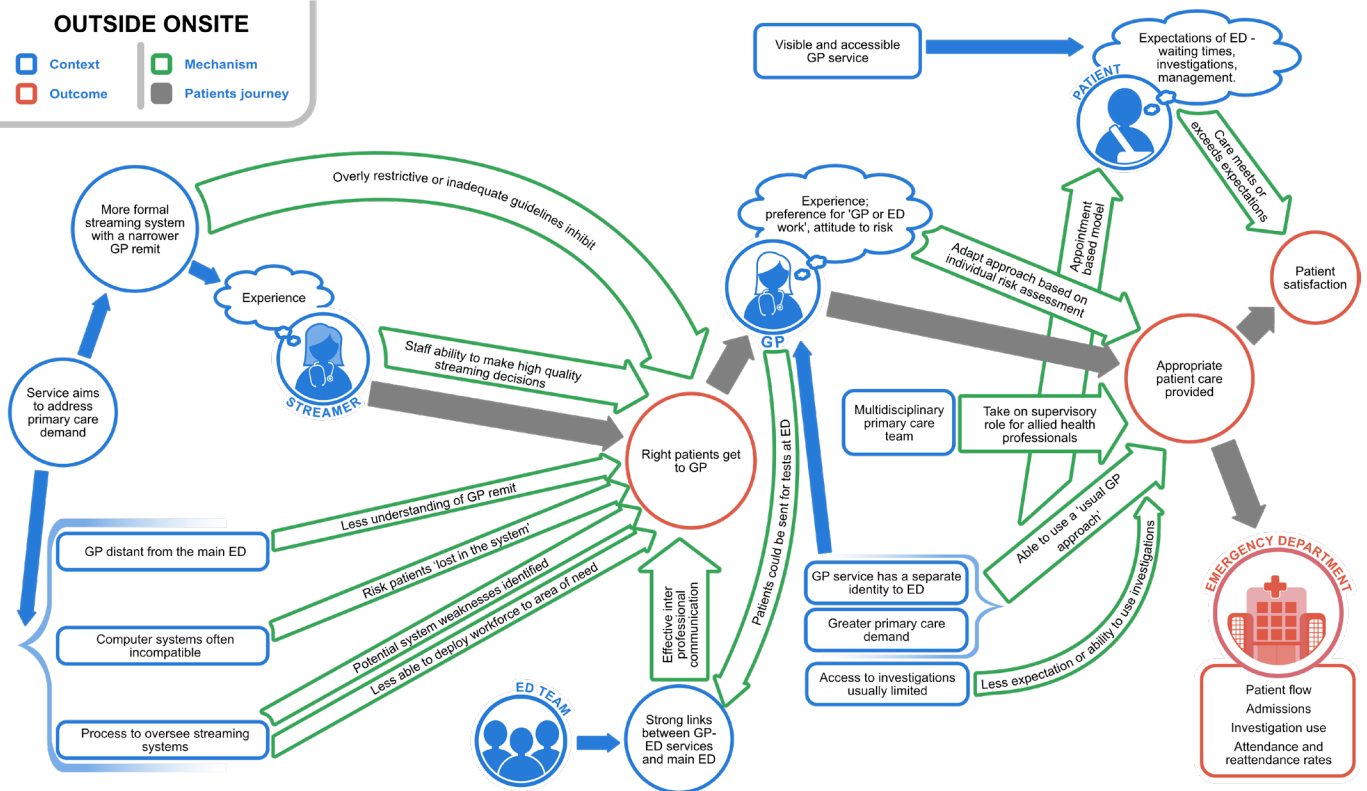 OUTSIDE ONSITE
Context
Mechanism
Outcome
Patients journey
Visible and accessible
GP service
Expectations of ED -
waiting times,
investigations,
management.
PATIENT
Care meets or
exceeds expectations
Patient
satisfaction
More formal
streaming system
with a narrower
GP remit
Overly restrictive or inadequate guidelines inhibit
Experience
STREAMER
Staff ability to make high quality
streaming decisions
Service aims
to address
primary care
demand
Experience;
preference for 'GP or ED
work', attitude to risk
GP
Adapt approach based on
individual risk assessment
Appointment
based model
Appropriate
patient care
provided
Multidisciplinary
primary care
team
Take on supervisory
role for allied health
professionals
Right patients get
to GP
Less understanding of GP remit
Risk patients 'lost in the system'
Potential system weaknesses identified
Less able to deploy workforce to area of need
GP distant from the main ED
Computer systems often
incompatible
Process to oversee streaming
systems
Effective inter
professional
communication
Patients could be sent for tests at ED
ED TEAM
Strong links
between GP-
ED services
and main ED
GP service has a separate
identity to ED
Greater primary care
demand
Access to investigations
usually limited
Able to use a 'usual GP
approach'
Less expectation or ability to use investigations
EMERGENCY DEPARTMENT
Patient flow
Admissions
Investigation use
Attendance and
reattendance rates